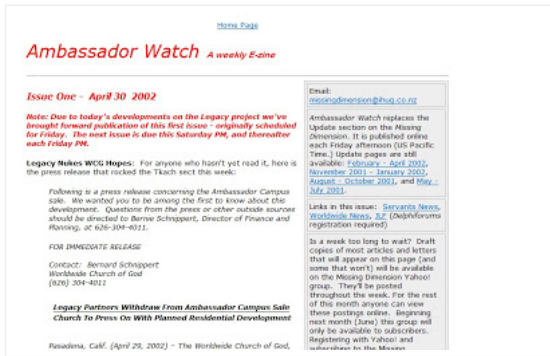 Home Page
Ambassador Watch A weekly E-zine
Issue One - April 30 2002
Note: Due to today's developments on the Legacy project we've
brought forward publication of this first issue - originally scheduled
for Friday. The next issue is due this Saturday PM, and thereafter
each Friday PM.
Legacy Nukes WCG Hopes: For anyone who hasn't yet read it, here is
the press release that rocked the Tkach sect this week:
Following is a press release concerning the Ambassador Campus
sale. We wanted you to be among the first to know about this
development. Questions from the press or other outside sources
should be directed to Bernie Schnippert, Director of Finance and
Planning, at 626-304-4011.
FOR IMMEDIATE RELEASE
Contact: Bernard Schnippert
Worldwide Church of God
(626) 304-4011
Legacy Partners Withdraw From Ambassador Campus Sale
Church To Press On With Planned Residential Development
Pasadena, Calif. (April 29, 2002) - The Worldwide Church of God,
Email:
missingdimension@ihug.co.nz
Ambassador Watch replaces the
Update section on the Missing
Dimension. It is published online
each Friday afternoon (US Pacific
Time.) Update pages are still
available: February - April 2002,
November 2001 - January 2002,
August - October 2001, and May -
July 2001.
Links in this issue: Servants News,
Worldwide News, JLF (Delphiforums
registration required)
Is a week too long to wait? Draft
copies of most articles and letters
that will appear on this page (and
some that won't) will be available
on the Missing Dimension Yahoo!
group. They'll be posted
throughout the week. For the rest
of this month anyone can view
these postings online. Beginning
next month (June) this group will
only be available to subscribers.
Registering with Yahoo! and
subscribing to the Missing